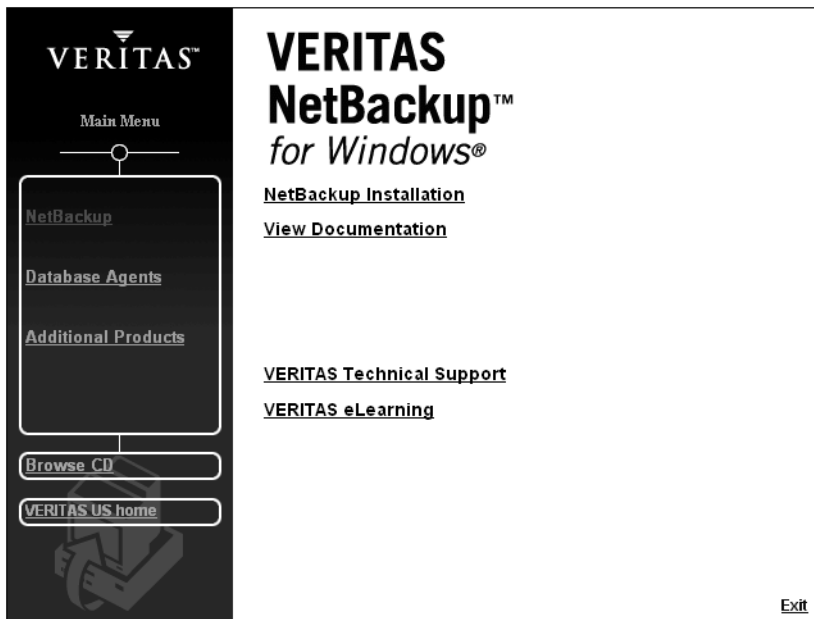 VERITAS™
Main Menu
NetBackup
Database Agents
Additional Products
Browse CD
VERITAS US home
VERITAS
NetBackup™
for Windows®
NetBackup Installation
View Documentation
VERITAS Technical Support
VERITAS eLearning
Exit